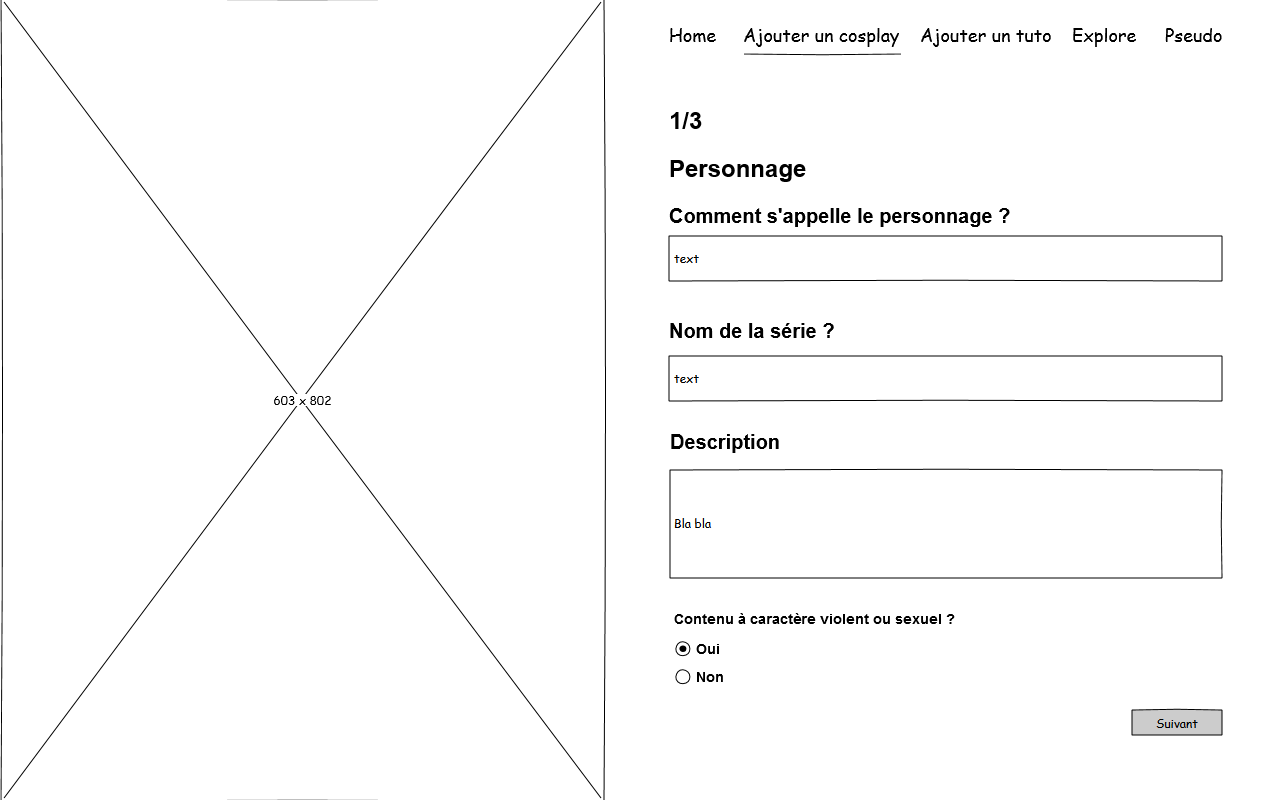 603 x 802
Home Ajouter un cosplay Ajouter un tuto Explore Pseudo
1/3
Personnage
Comment s'appelle le personnage ?
text
Nom de la série ?
text
Description
Bla bla
Contenu à caractère violent ou sexuel ?
Oui
Non
Suivant